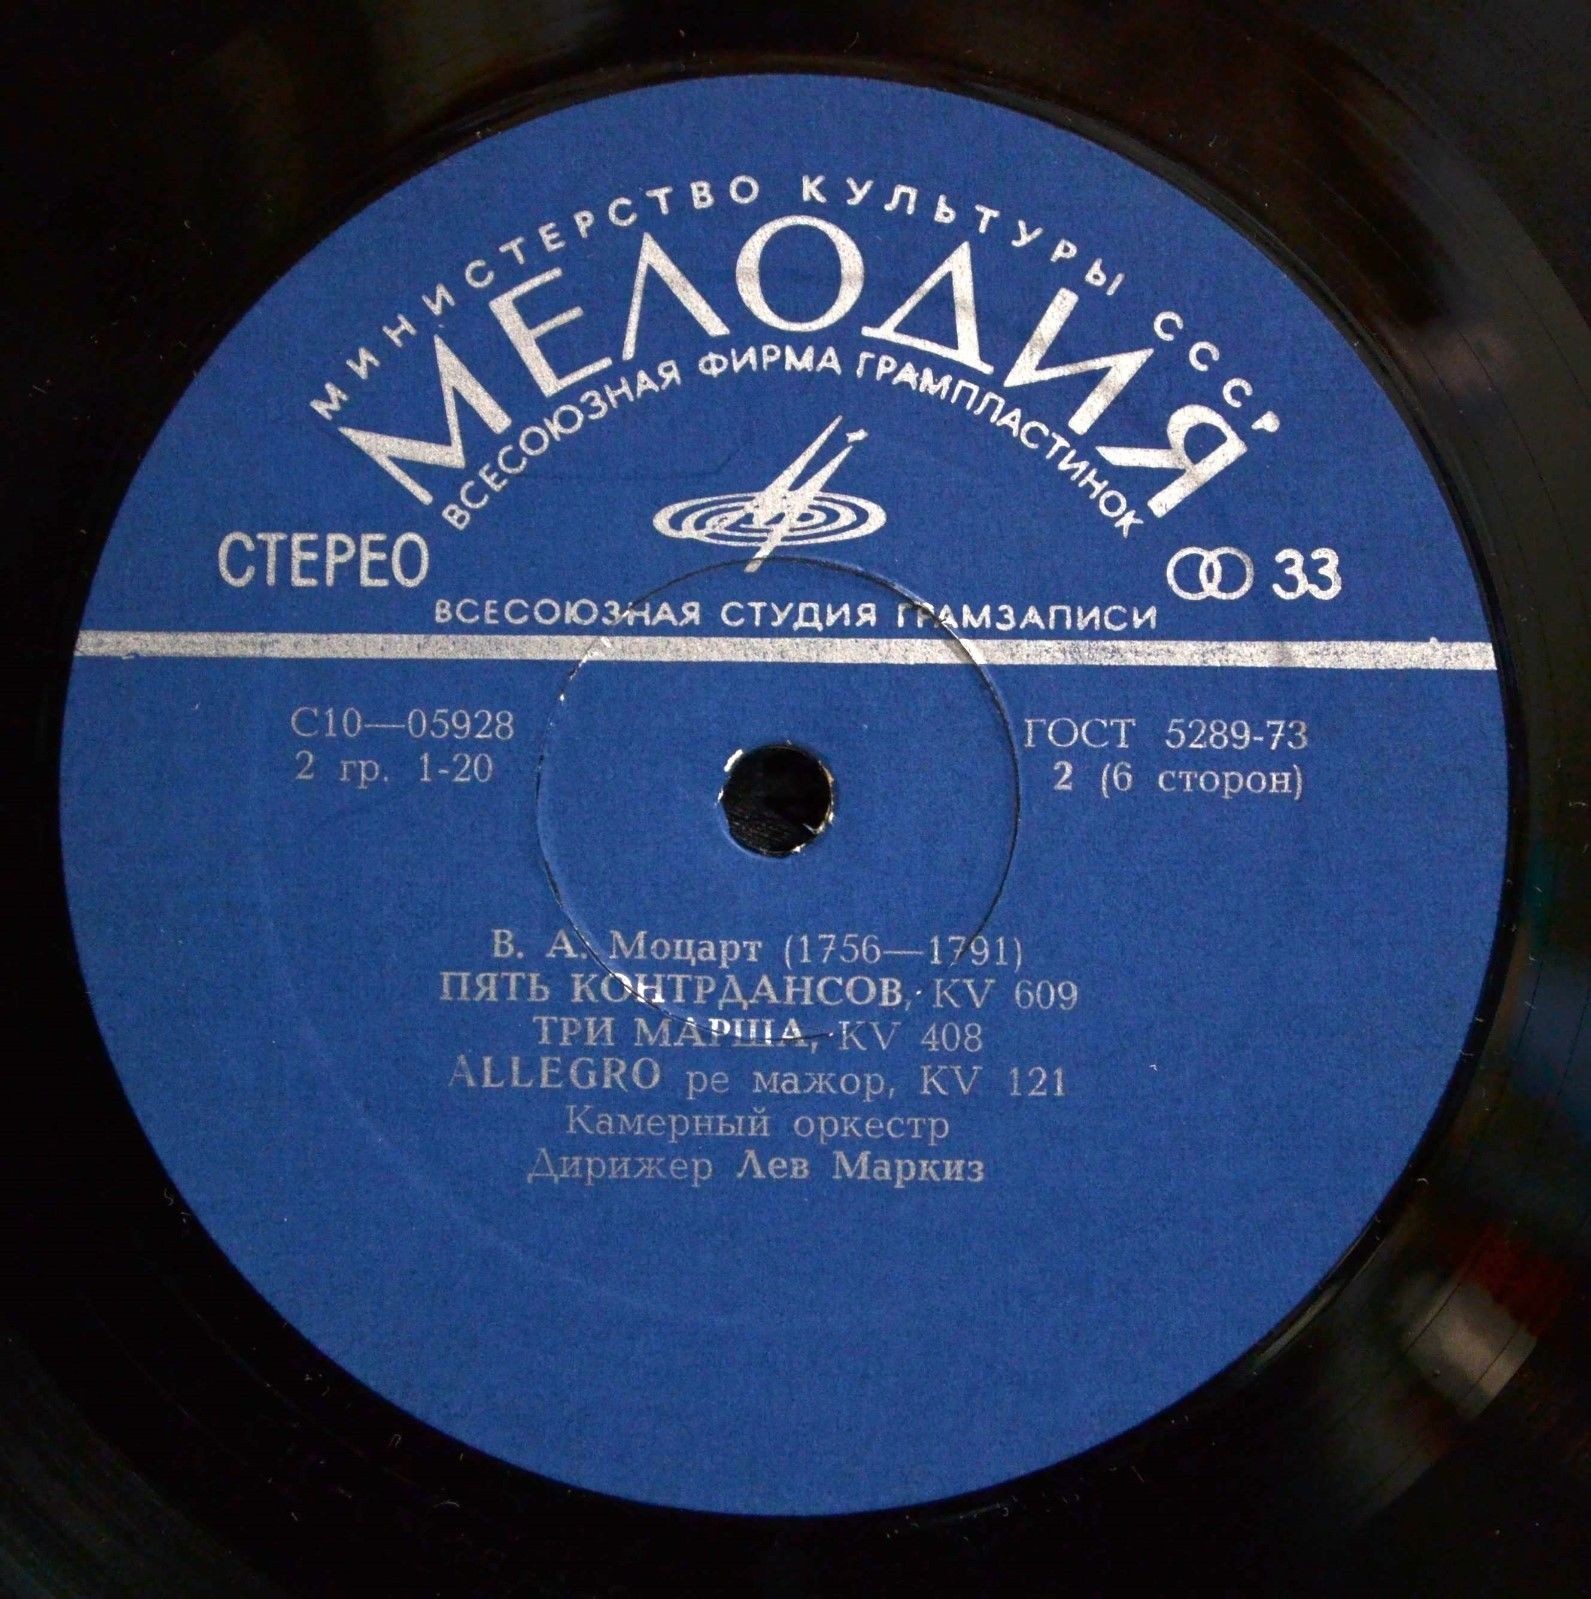 МИНИСТЕРСТВО КУЛЬТУРЫ СССР
МЕЛОДИЯ
ВСЕСОЮЗНАЯ ФИРМА ГРАМПЛАСТИНОК
СТЕРЕО
33
ВСЕСОЮЗНАЯ СТУДИЯ ГРАМЗАПИСИ
С10—05928
2 гр. 1-20
ГОСТ 5289-73
2 (6 сторон)
В. А. Моцарт (1756—1791)
ПЯТЬ КОНТРДАНСОВ, KV 609
ТРИ МАРША, KV 408
ALLEGRO ре мажор, KV 121
Камерный оркестр
Дирижер Лев Маркиз